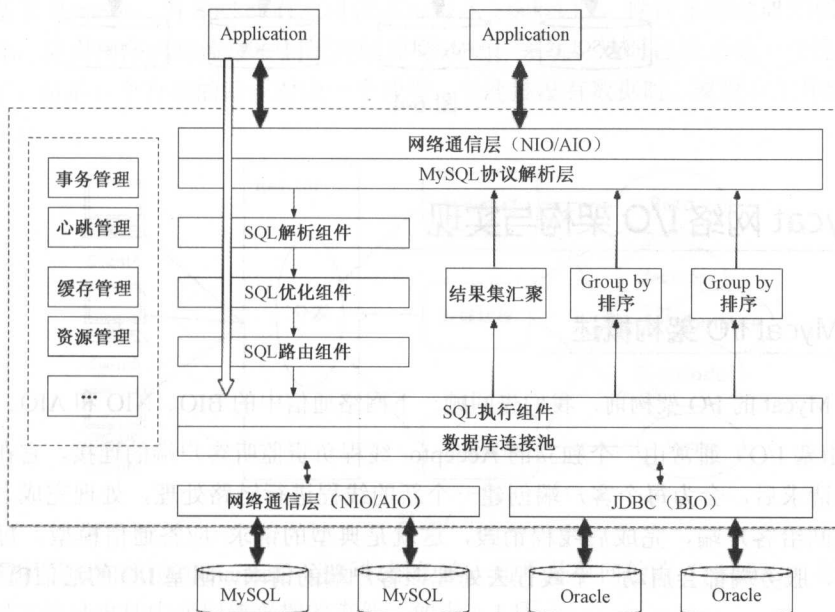 Application
Application
网络通信层（NIO/AIO）
MySQL协议解析层
事务管理
心跳管理
缓存管理
资源管理
...
SQL解析组件
SQL优化组件
SQL路由组件
结果集汇聚
Group by
排序
Group by
排序
SQL执行组件
数据库连接池
网络通信层（NIO/AIO）
JDBC（BIO）
MySQL
MySQL
Oracle
Oracle